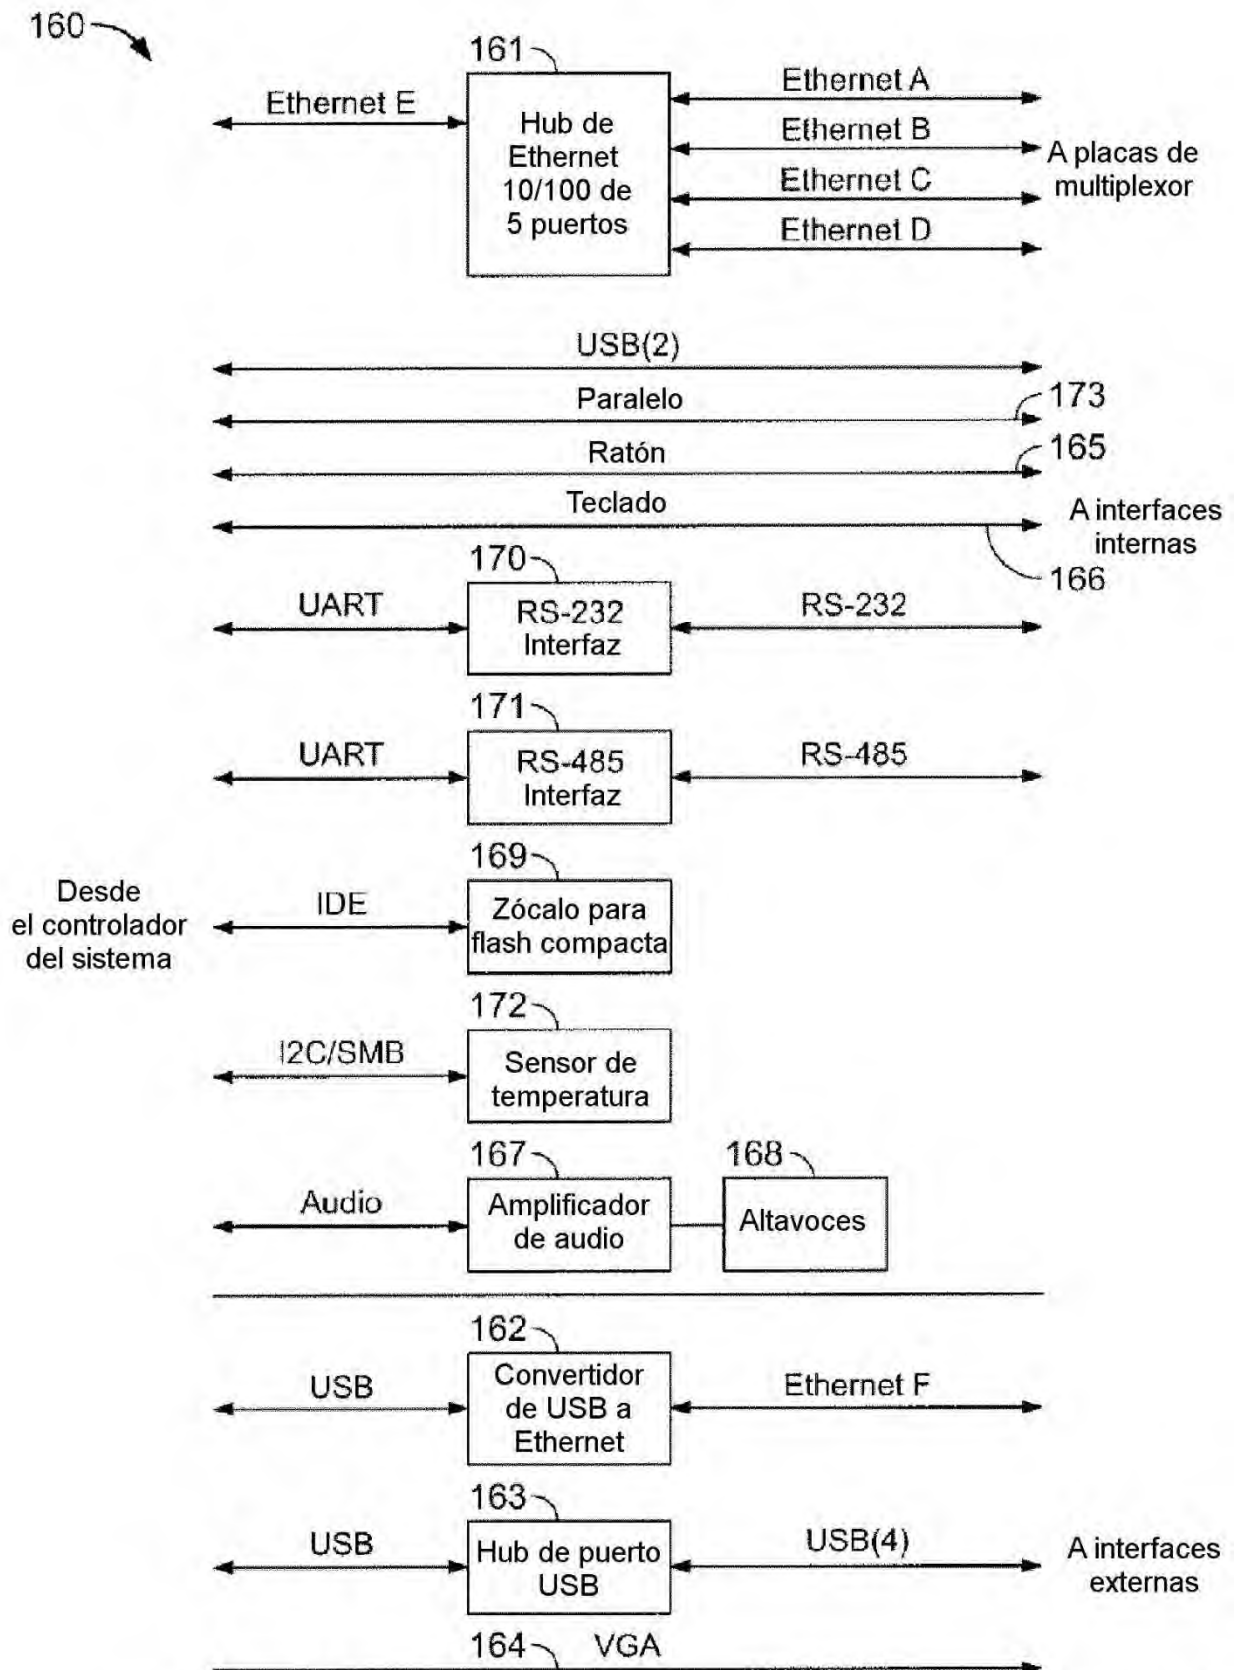 160
161
Ethernet E
Hub de
Ethernet
10/100 de
5 puertos
Ethernet A
Ethernet B
Ethernet C
Ethernet D
A placas de
multiplexor
USB(2)
Paralelo
173
Ratón
165
Teclado
A interfaces
internas
166
170
UART
RS-232
Interfaz
RS-232
171
UART
RS-485
Interfaz
RS-485
Desde
el controlador
del sistema
169
IDE
Zócalo para
flash compacta
172
I2C/SMB
Sensor de
temperatura
167
Audio
Amplificador
de audio
168
Altavoces
162
USB
Convertidor
de USB a
Ethernet
Ethernet F
163
USB
Hub de puerto
USB
USB(4)
A interfaces
externas
164
VGA